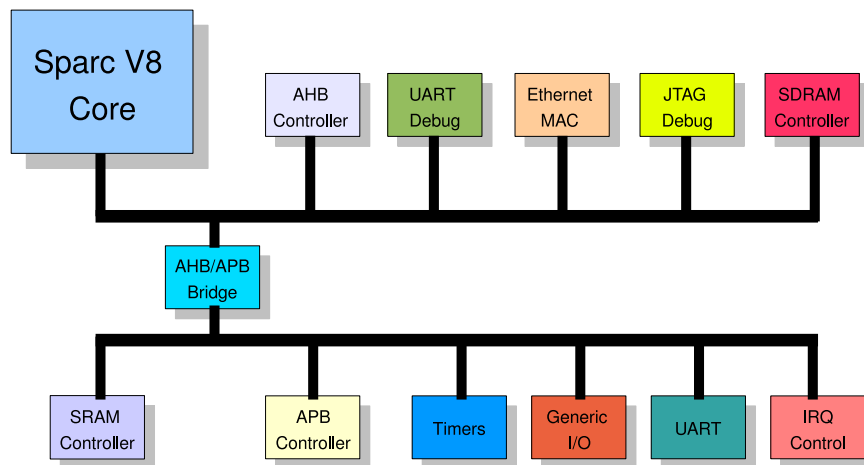 Sparc V8
Core
AHB
Controller
UART
Debug
Ethernet
MAC
JTAG
Debug
SDRAM
Controller
AHB/APB
Bridge
SRAM
Controller
APB
Controller
Timers
Generic
I/O
UART
IRQ
Control